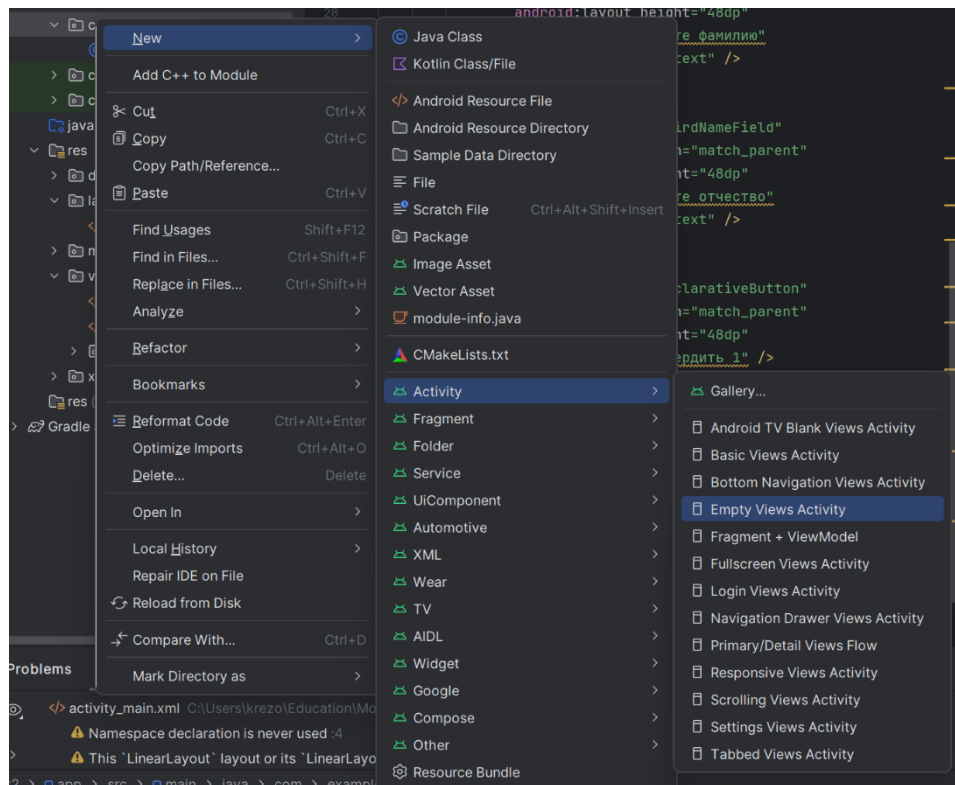 28
android:layout_height="48dp"
New
Java Class
те фамилию"
Kotlin Class/File
text" />
Add C++ to Module
Android Resource File
Cut Ctrl+X
Android Resource Directory
irdNameField"
java
Copy Ctrl+C
Sample Data Directory
="match_parent"
res
Copy Path/Reference...
File
ht="48dp"
Paste Ctrl+V
Scratch File Ctrl+Alt+Shift+Insert
те отчество"
Package
text" />
Find Usages Shift+F12
Find in Files... Ctrl+Shift+F
Image Asset
Replace in Files... Ctrl+Shift+H
Vector Asset
clarativeButton"
Analyze
module-info.java
="match_parent"
Refactor
CMakeLists.txt
ht="48dp"
ердить 1" />
Bookmarks
Activity
Gallery...
res
Gradle
Reformat Code Ctrl+Alt+Enter
Fragment
Android TV Blank Views Activity
Optimize Imports Ctrl+Alt+O
Folder
Basic Views Activity
Delete... Delete
Service
Bottom Navigation Views Activity
Open In
UiComponent
Empty Views Activity
Automotive
Fragment + ViewModel
Local History
XML
Fullscreen Views Activity
Repair IDE on File
Wear
Login Views Activity
Reload from Disk
TV
Navigation Drawer Views Activity
Compare With... Ctrl+D
AIDL
Primary/Detail Views Flow
Problems
Mark Directory as
Widget
Responsive Views Activity
Google
Scrolling Views Activity
activity_main.xml C:\Users\krezo\Education\Mo
Compose
Settings Views Activity
Namespace declaration is never used :4
Other
Tabbed Views Activity
This `LinearLayout` layout or its `LinearLayo
Resource Bundle
app > src > main > java > com > exampl